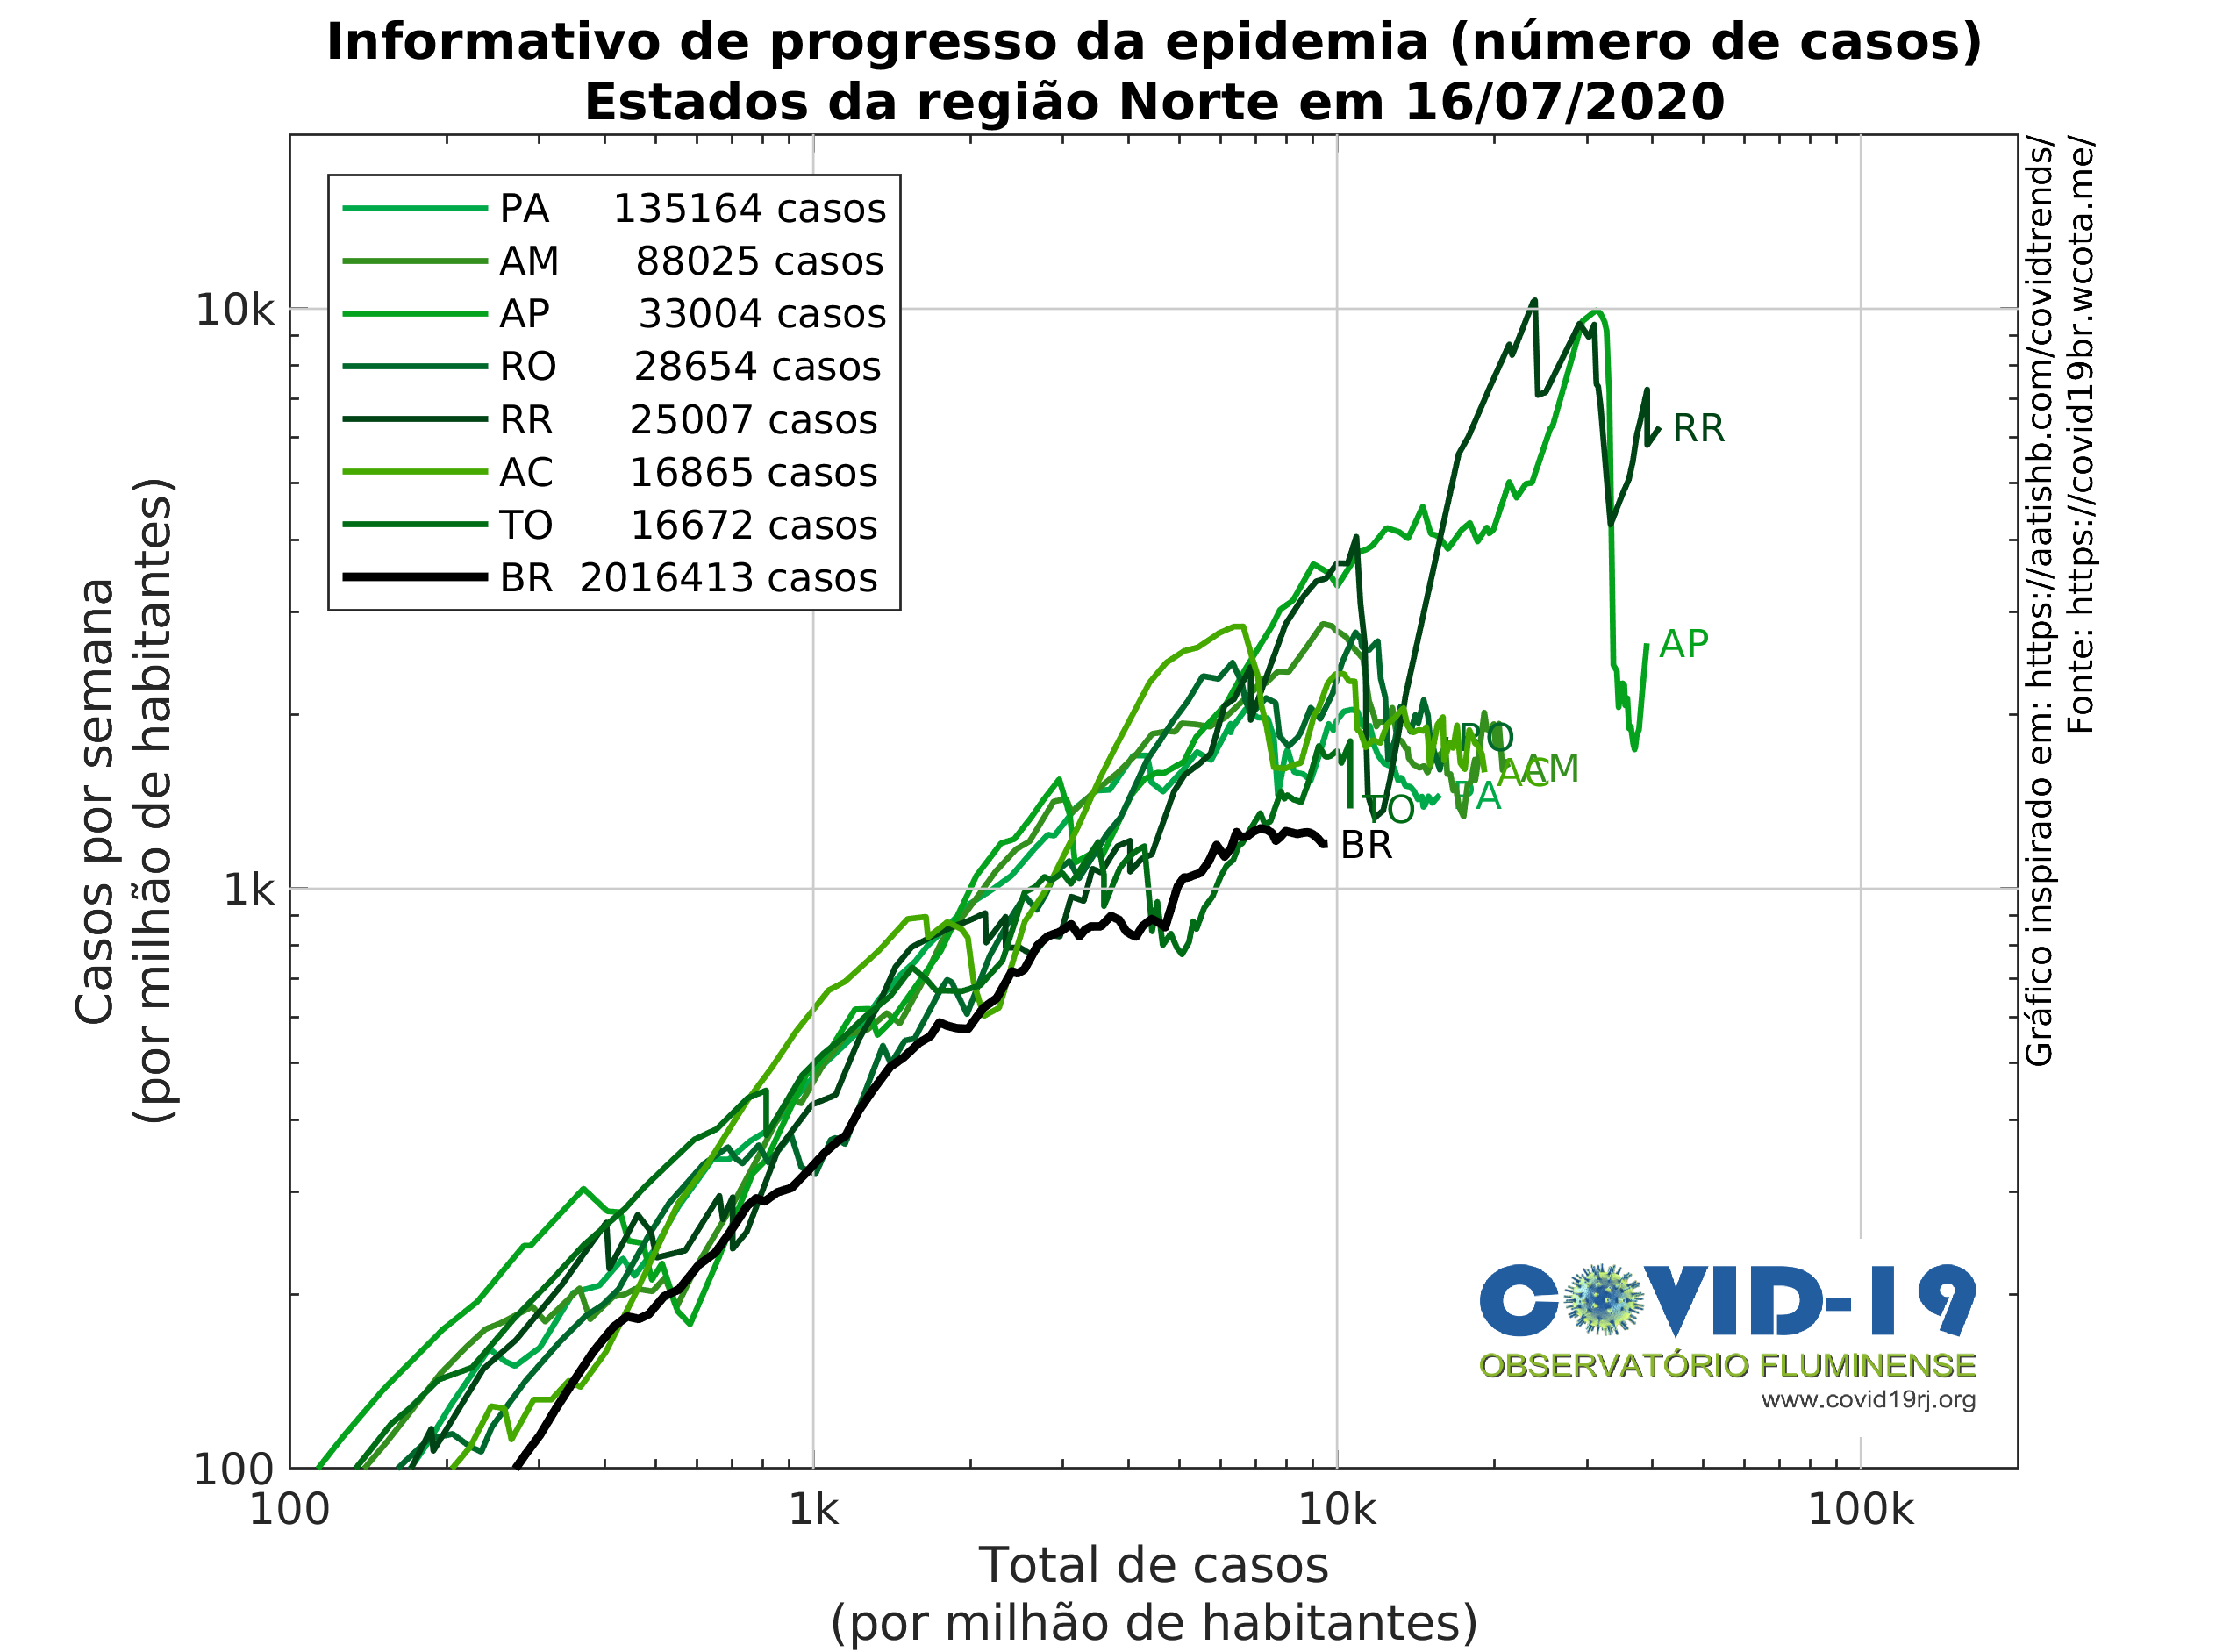 Informativo de progresso da epidemia (número de casos)
Estados da região Norte em 16/07/2020
PA 135164 casos
AM 88025 casos
AP 33004 casos
RO 28654 casos
RR 25007 casos
AC 16865 casos
TO 16672 casos
BR 2016413 casos
10k
1k
100
Casos por semana
(por milhão de habitantes)
RR
AP
RO
AM
AC
PA
TO
BR
100
1k
10k
100k
Total de casos
(por milhão de habitantes)
Gráfico inspirado em: https://aatishb.com/covidtrends/
Fonte: https://covid19br.wcota.me/
COVID-19
OBSERVATÓRIO FLUMINENSE
www.covid19rj.org